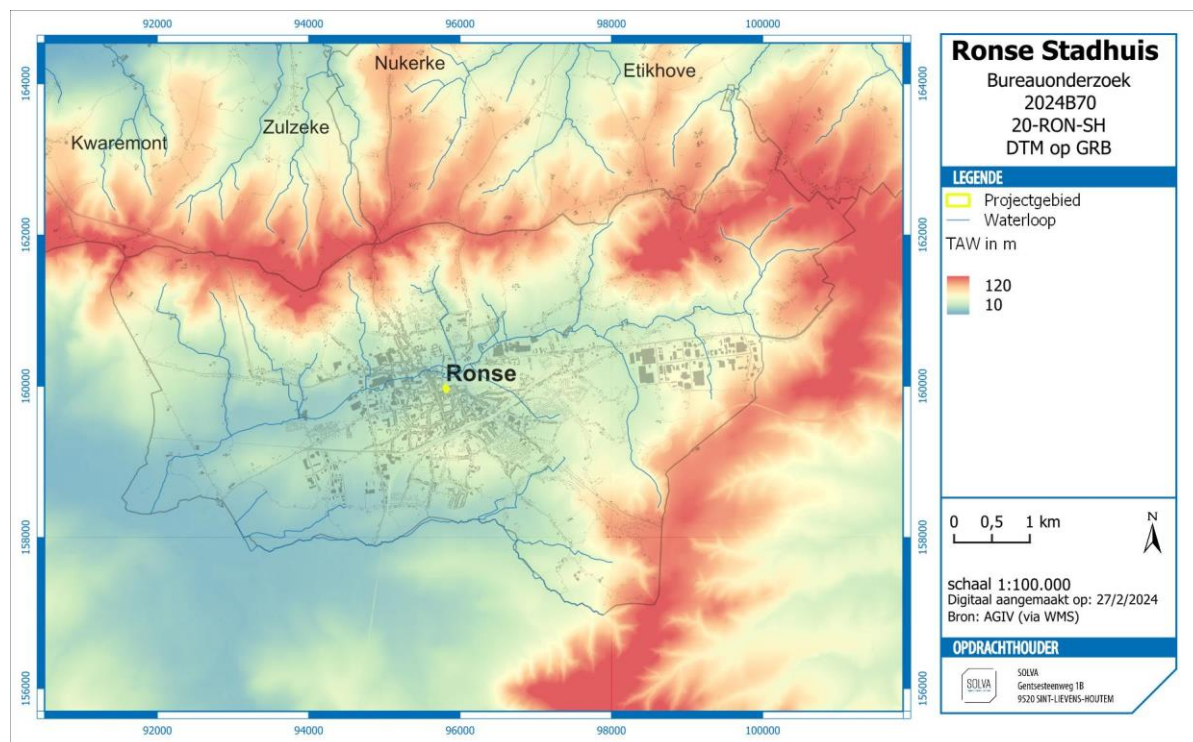 92000 94000 96000 98000 100000
164000 164000
162000 162000
160000 160000
158000 158000
156000 156000
92000 94000 96000 98000 100000
Nukerke
Etikhove
Zulzeke
Kwaremont
Ronse
Ronse Stadhuis
Bureauonderzoek
2024B70
20-RON-SH
DTM op GRB
LEGENDE
Projectgebied
Waterloop
TAW in m
120
10
0 0,5 1 km
N
schaal 1:100.000
Digitaal aangemaakt op: 27/2/2024
Bron: AGIV (via WMS)
OPDRACHTHOUDER
SOLVA
SOLVA
Gentsesteenweg 1B
9520 SINT-LIEVENS-HOUTEM